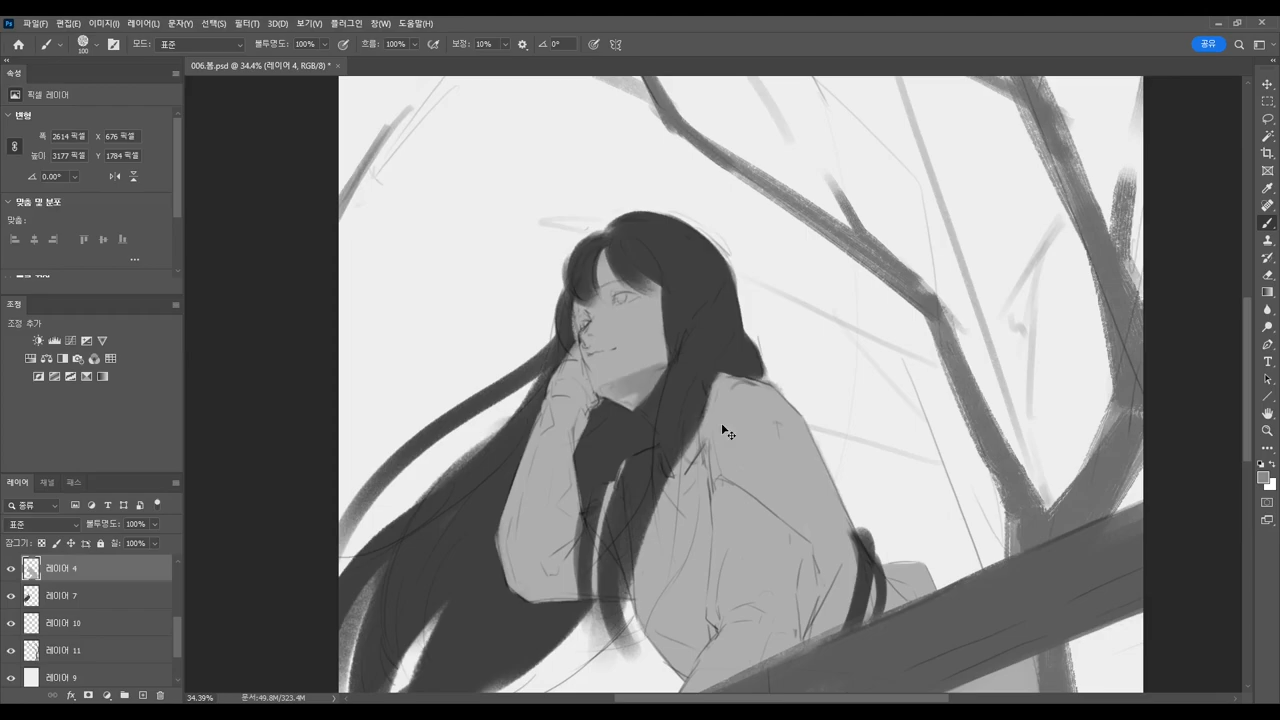 Ps 파일(F) 편집(E) 이미지(I) 레이어(L) 문자(Y) 선택(S) 필터(T) 3D(D) 보기(V) 플러그인 창(W) 도움말(H)
100 모드: 표준 불투명도: 100% 흐름: 100% 보정: 10% 0° 공유
속성
006.봄.psd @ 34.4% (레이어 4, RGB/8) *
픽셀 레이어
변형
폭 2614 픽셀 X 676 픽셀
높이 3177 픽셀 Y 1784 픽셀
0.00°
맞춤 및 분포
맞춤:
조정
조정 추가
레이어 채널 패스
종류
표준 불투명도: 100%
잠그기: 칠: 100%
레이어 4
레이어 7
레이어 10
레이어 11
레이어 9
34.39% 문서:49.8M/323.4M